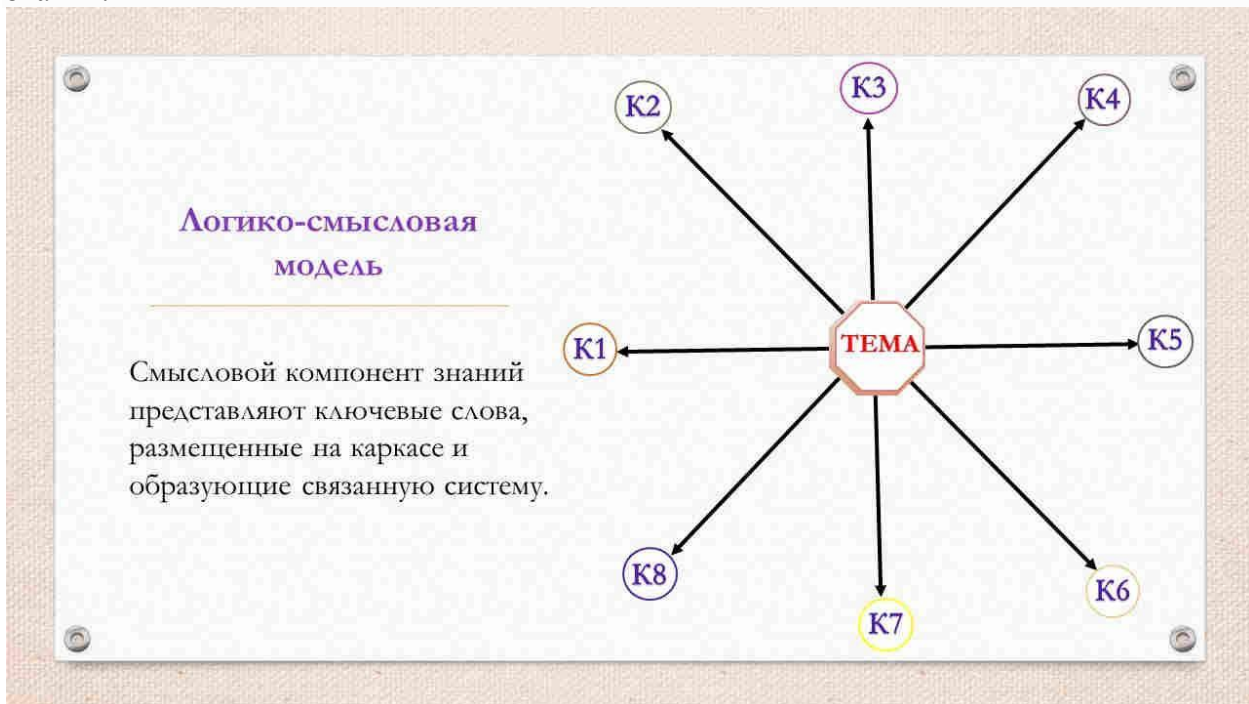 Логико-смысловая
модель
Смысловой компонент знаний
представляют ключевые слова,
размещенные на каркасе и
образующие связанную систему.
К2
К3
К4
К1
ТЕМА
К5
К8
К7
К6